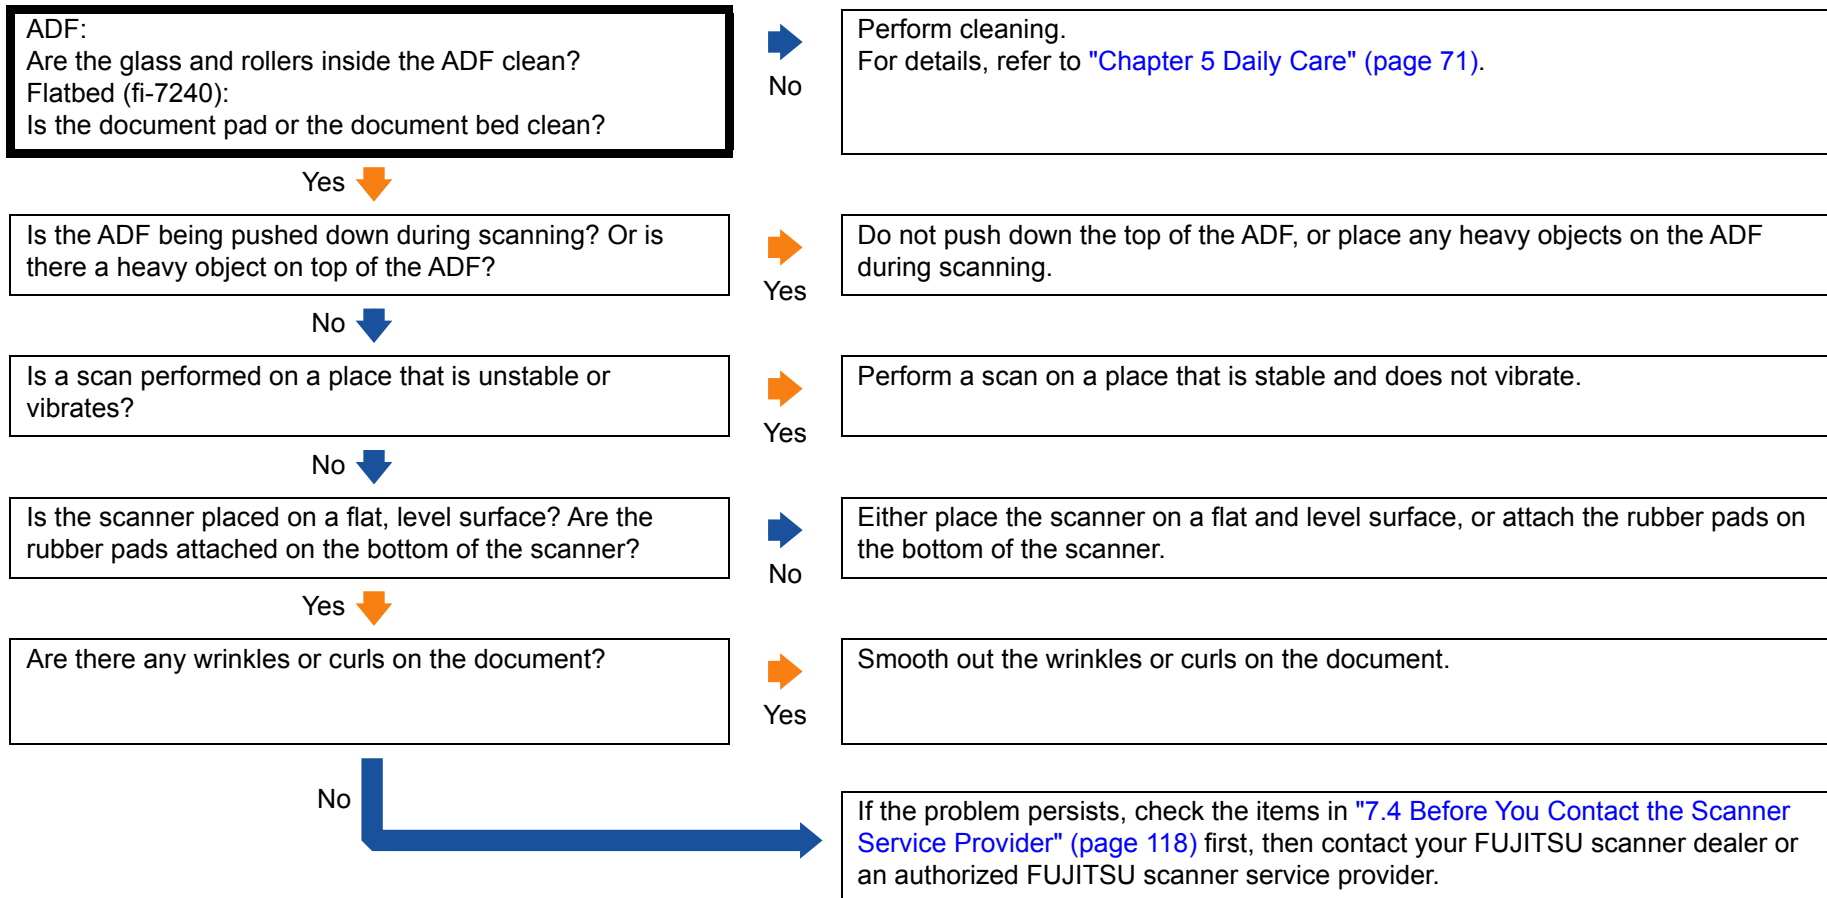 ADF:
Are the glass and rollers inside the ADF clean?
Flatbed (fi-7240):
Is the document pad or the document bed clean?
No
Perform cleaning.
For details, refer to "Chapter 5 Daily Care" (page 71).
Yes
Is the ADF being pushed down during scanning? Or is
there a heavy object on top of the ADF?
Yes
Do not push down the top of the ADF, or place any heavy objects on the ADF
during scanning.
No
Is a scan performed on a place that is unstable or
vibrates?
Yes
Perform a scan on a place that is stable and does not vibrate.
No
Is the scanner placed on a flat, level surface? Are the
rubber pads attached on the bottom of the scanner?
No
Either place the scanner on a flat and level surface, or attach the rubber pads on
the bottom of the scanner.
Yes
Are there any wrinkles or curls on the document?
Yes
Smooth out the wrinkles or curls on the document.
No
If the problem persists, check the items in "7.4 Before You Contact the Scanner
Service Provider" (page 118) first, then contact your FUJITSU scanner dealer or
an authorized FUJITSU scanner service provider.